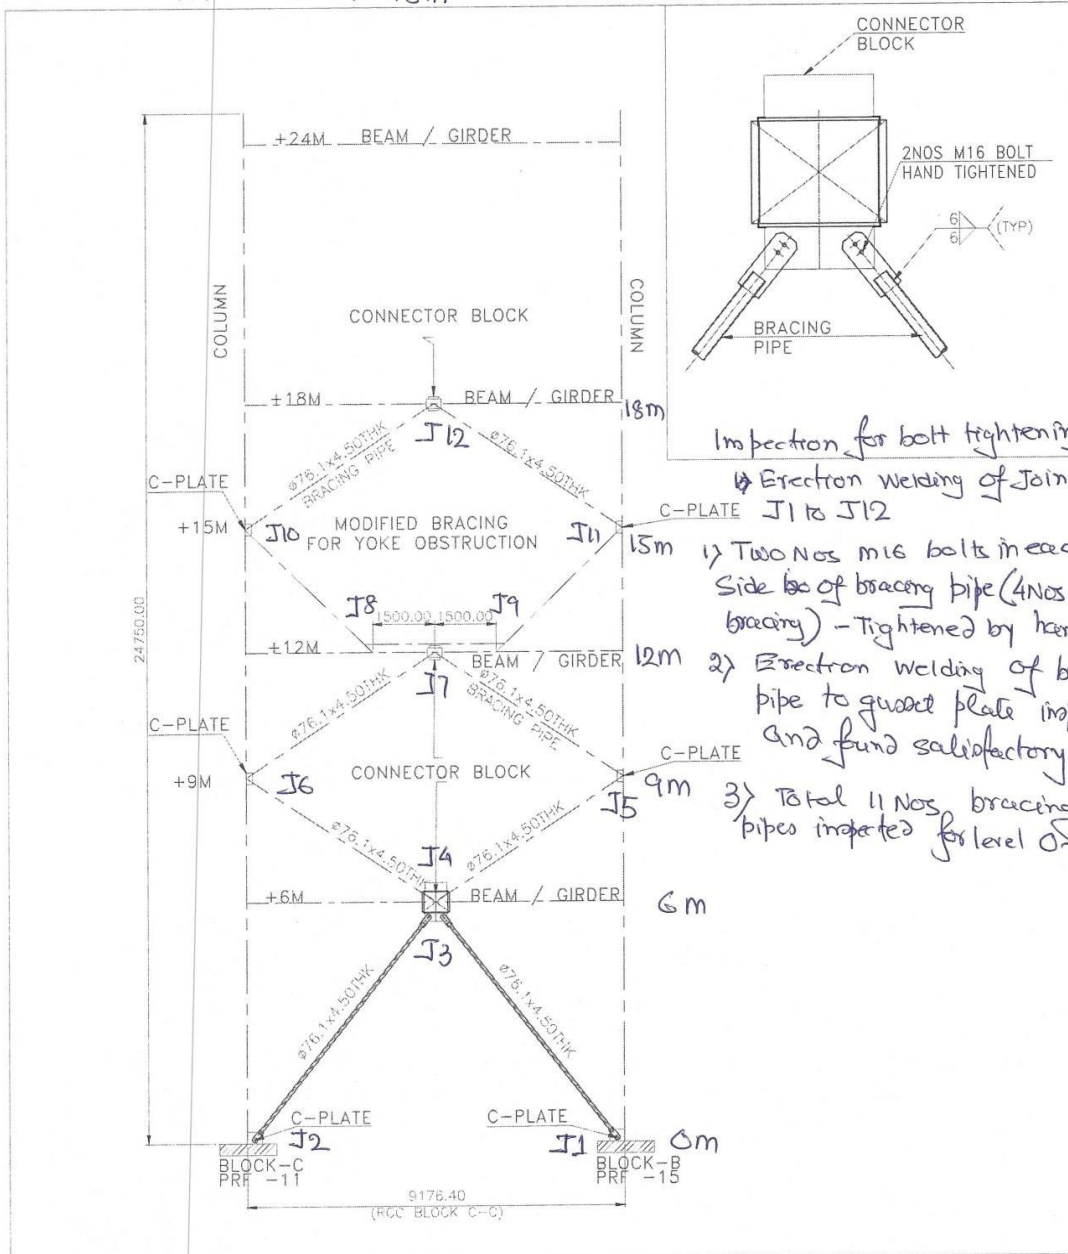 CONNECTOR
BLOCK
+24M BEAM / GIRDER
2NOS M16 BOLT
HAND TIGHTENED
6
6
(TYP)
COLUMN
COLUMN
CONNECTOR BLOCK
BRACING
PIPE
+18M BEAM / GIRDER 18m
J12
Ø76.1x4.50THK
BRACING PIPE
Ø76.1x4.50THK
Inspection for bolt tightenin
Erection welding of Join
J1 to J12
C-PLATE
C-PLATE
+15M J10
MODIFIED BRACING
FOR YOKE OBSTRUCTION
J11 15m
1) Two Nos M16 bolts in eac
Side of bracing pipe (4Nos
bracing) - Tightened by han
J8 J9
1500.00 1500.00
24750.00
+12M BEAM / GIRDER 12m
J7
2) Erection welding of b
pipe to gusset plate insp
and found satisfactory
Ø76.1x4.50THK
Ø76.1x4.50THK
BRACING PIPE
C-PLATE
C-PLATE
+9M J6
CONNECTOR BLOCK
J5 9m
3) Total 11 Nos bracing
pipes inspected for level 0
Ø76.1x4.50THK
Ø76.1x4.50THK
J4
+6M BEAM / GIRDER 6m
J3
Ø76.1x4.50THK
Ø76.1x4.50THK
C-PLATE
C-PLATE
J2 J1 0m
BLOCK-C
PRF -11
BLOCK-B
PRF -15
9176.40
(RCC BLOCK C-C)